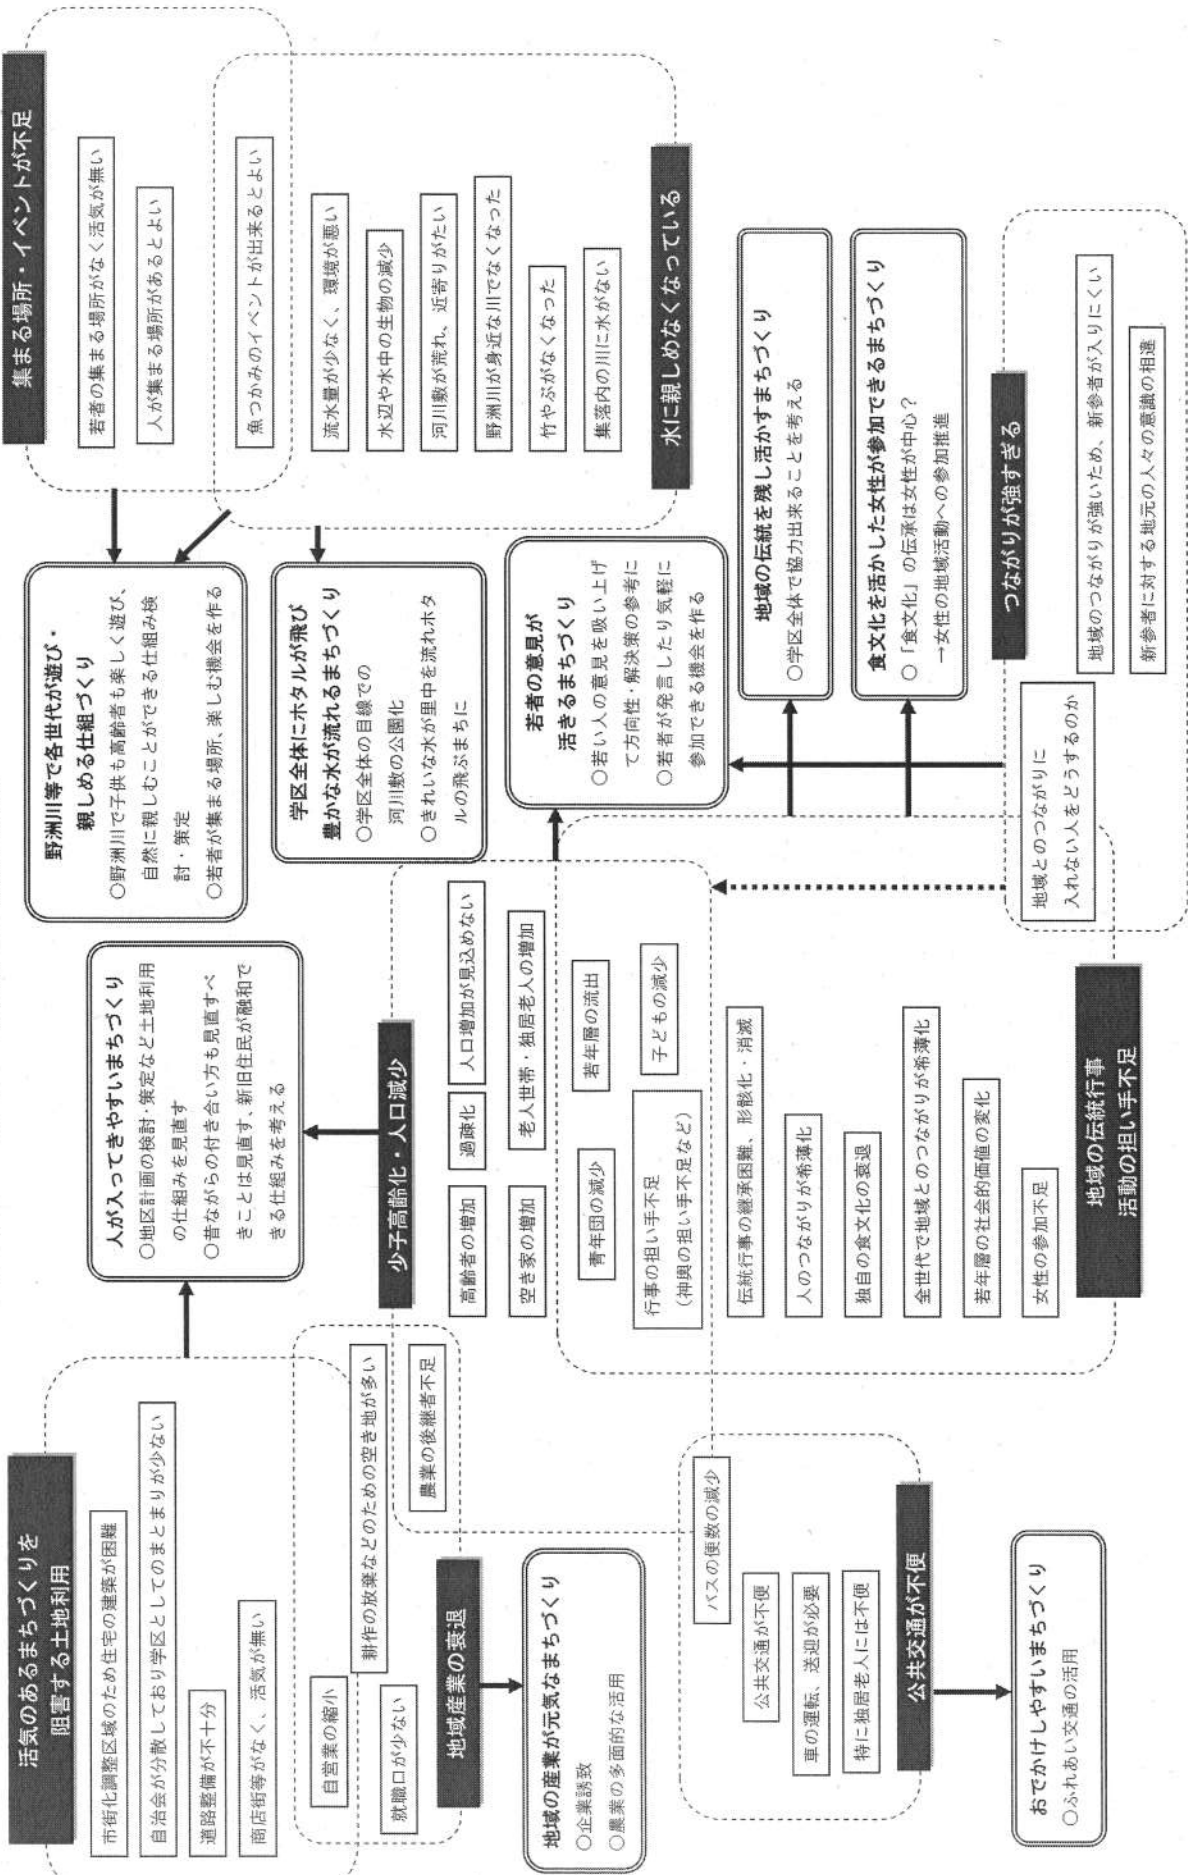 活気のあるまちづくりを
阻害する土地利用
市街化調整区域のため住宅の建築が困難
自治会が分散しており学区としてのまとまりが少ない
道路整備が不十分
商店街等がなく、活気が無い
自営業の縮小
耕作の放棄などのための空き地が多い
就職口が少ない
農業の後継者不足
地域産業の衰退
地域の産業が元気なまちづくり
○企業誘致
○農業の多面的な活用
バスの便数の減少
公共交通が不便
車の運転、送迎が必要
特に独居老人には不便
公共交通が不便
おでかけしやすいまちづくり
○ふれあい交通の活用
人が入ってきやすいまちづくり
○地区計画の検討・策定など土地利用
の仕組みを見直す
○昔ながらの付き合い方も見直すべ
きことは見直す、新旧住民が融和で
きる仕組みを考える
少子高齢化・人口減少
高齢者の増加
過疎化
人口増加が見込めない
空き家の増加
老人世帯・独居老人の増加
青年団の減少
若年層の流出
行事の担い手不足
（神輿の担い手不足など）
子どもの減少
伝統行事の継承困難、形骸化・消滅
人のつながりが希薄化
独自の食文化の衰退
全世代で地域とのつながりが希薄化
若年層の社会的価値の変化
女性の参加不足
地域の伝統行事
活動の担い手不足
野洲川等で各世代が遊び・
親しめる仕組づくり
○野洲川で子供も高齢者も楽しく遊び、
自然に親しむことができる仕組み検
討・策定
○若者が集まる場所、楽しむ機会を作る
学区全体にホタルが飛び
豊かな水が流れるまちづくり
○学区全体の目線での
河川敷の公園化
○きれいな水が里中を流れホタ
ルの飛ぶまちに
若者の意見が
活きるまちづくり
○若い人の意見を吸い上げ
て方向性・解決策の参考に
○若者が発言したり気軽に
参加できる機会を作る
地域の伝統を残し活かすまちづくり
○学区全体で協力出来ることを考える
食文化を活かした女性が参加できるまちづくり
○「食文化」の伝承は女性が中心？
→女性の地域活動への参加推進
集まる場所・イベントが不足
若者の集まる場所がなく活気が無い
人が集まる場所があるとよい
魚つかみのイベントが出来るとよい
流水量が少なく、環境が悪い
水辺や水中の生物の減少
河川敷が荒れ、近寄りがたい
野洲川が身近な川でなくなった
竹やぶがなくなった
集落内の川に水がない
水に親しめなくなっている
つながりが強すぎる
地域とのつながりに
入れない人をどうするのか
地域のつながりが強いため、新参者が入りにくい
新参者に対する地元の人々の意識の相違